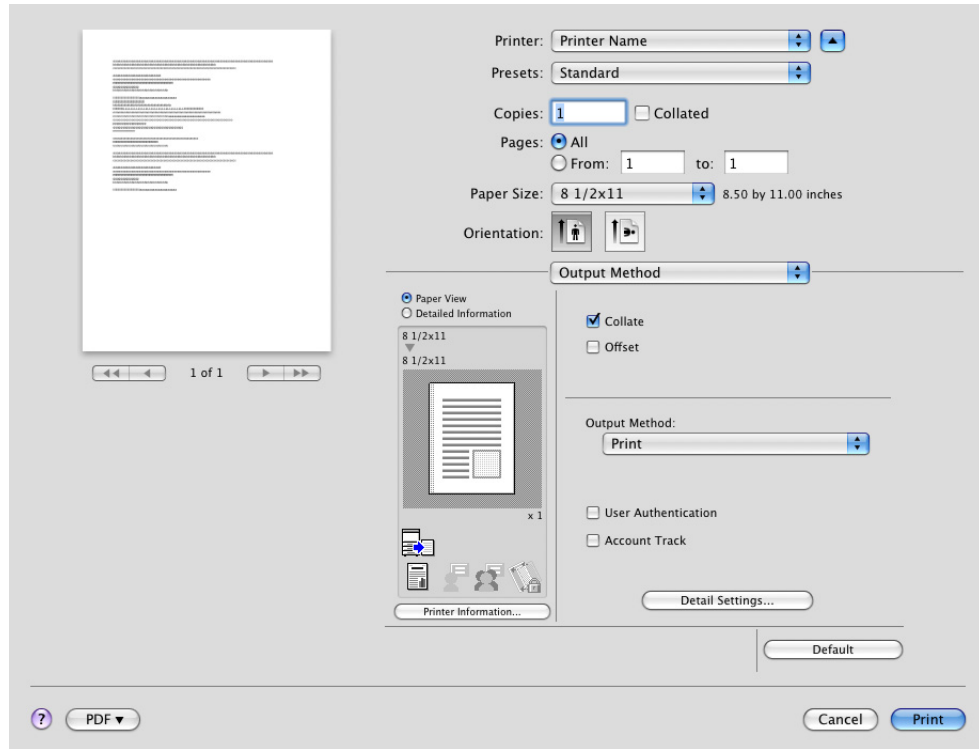 Printer: Printer Name
Presets: Standard
Copies: 1 Collated
Pages: All
From: 1 to: 1
Paper Size: 8 1/2x11 8.50 by 11.00 inches
Orientation:
Output Method
Paper View
Detailed Information
8 1/2x11
8 1/2x11
x 1
Printer Information...
Collate
Offset
Output Method:
Print
User Authentication
Account Track
Detail Settings...
Default
1 of 1
? PDF ▼ Cancel Print